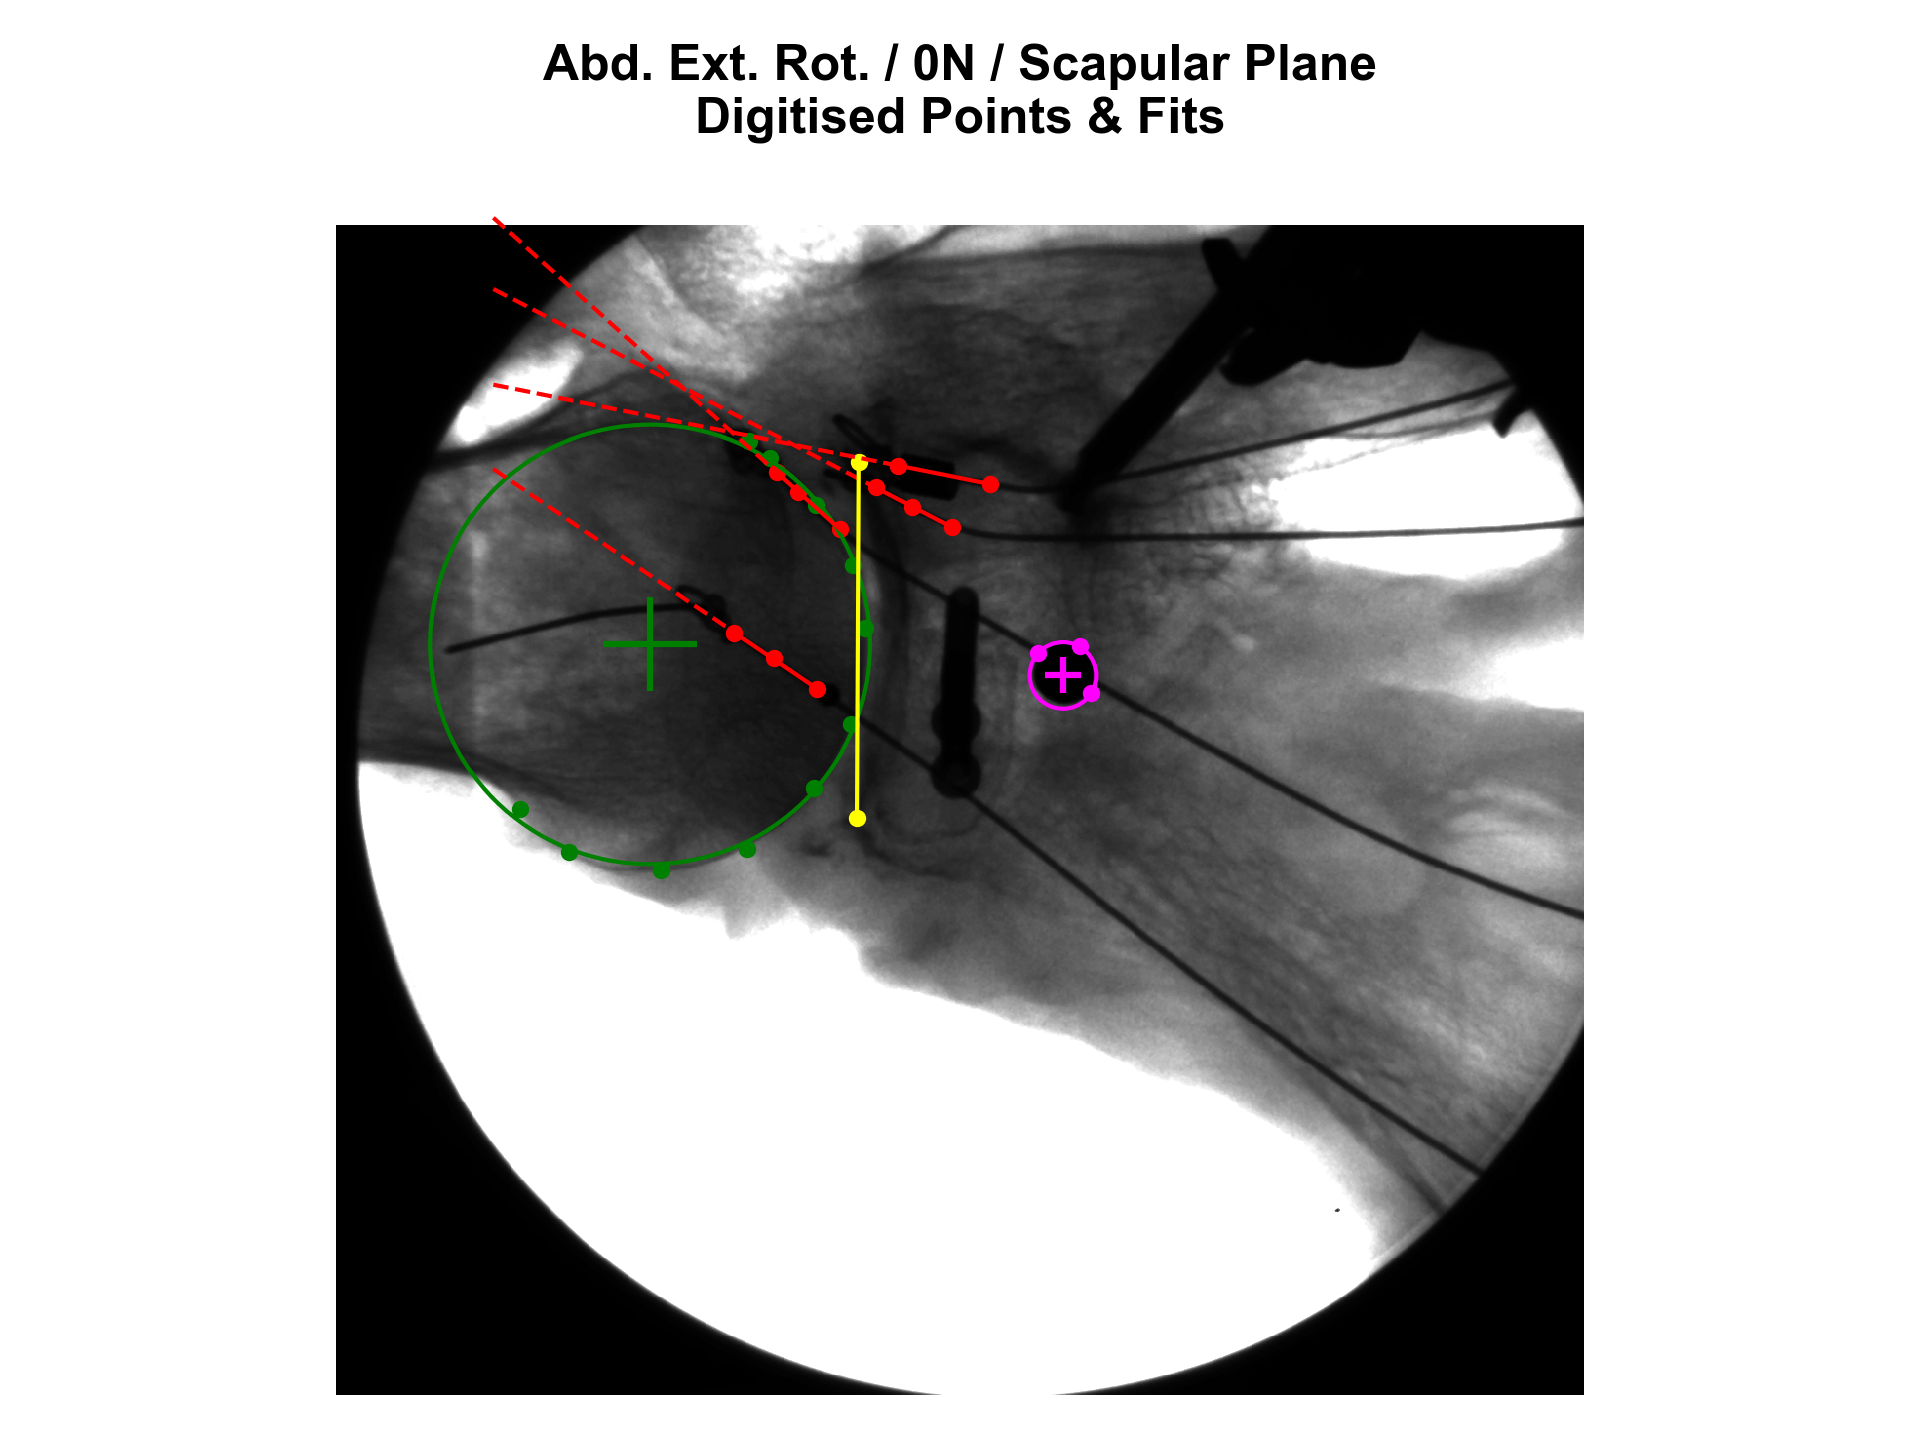 Abd. Ext. Rot. / 0N / Scapular Plane
Digitised Points & Fits